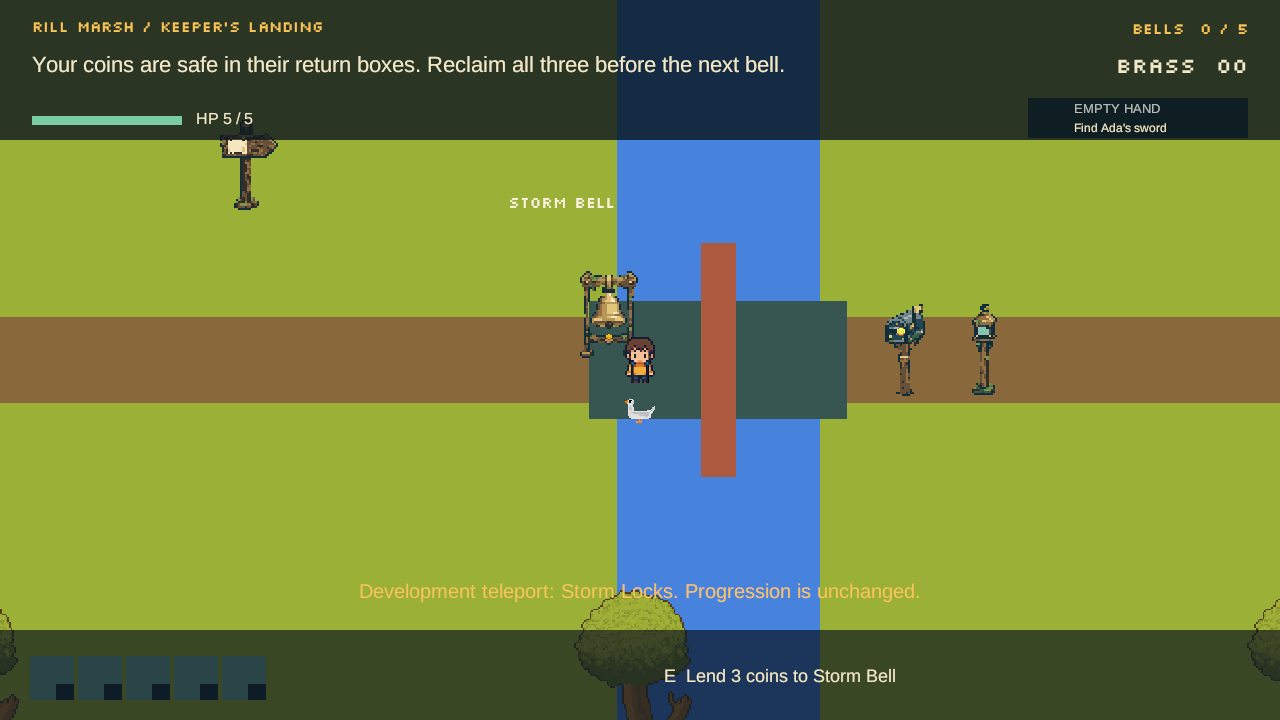 RILL MARSH / KEEPER'S LANDING
BELLS 0 / 5
Your coins are safe in their return boxes. Reclaim all three before the next bell.
BRASS 00
HP 5 / 5
EMPTY HAND
Find Ada's sword
STORM BELL
Development teleport: Storm Locks. Progression is unchanged.
E Lend 3 coins to Storm Bell